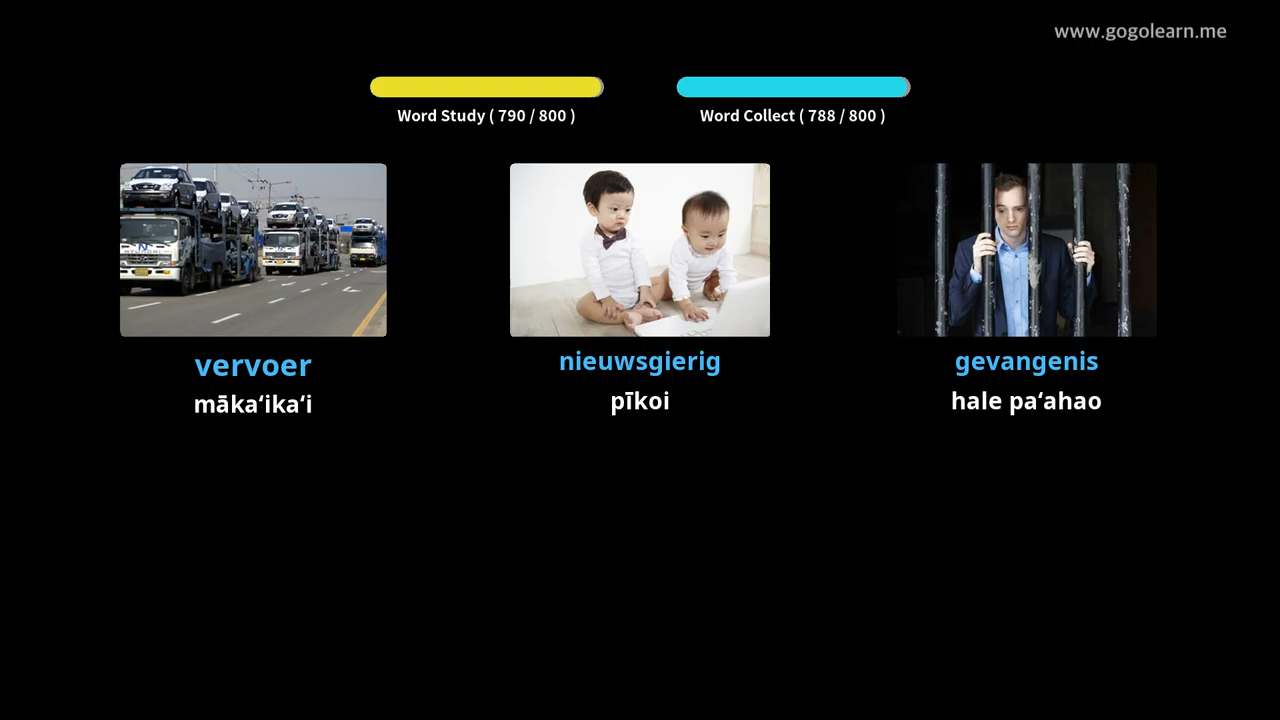 www.gogolearn.me
Word Study ( 790 / 800 )
Word Collect ( 788 / 800 )
vervoer
nieuwsgierig
gevangenis
mākaʻikaʻi
pīkoi
hale paʻahao